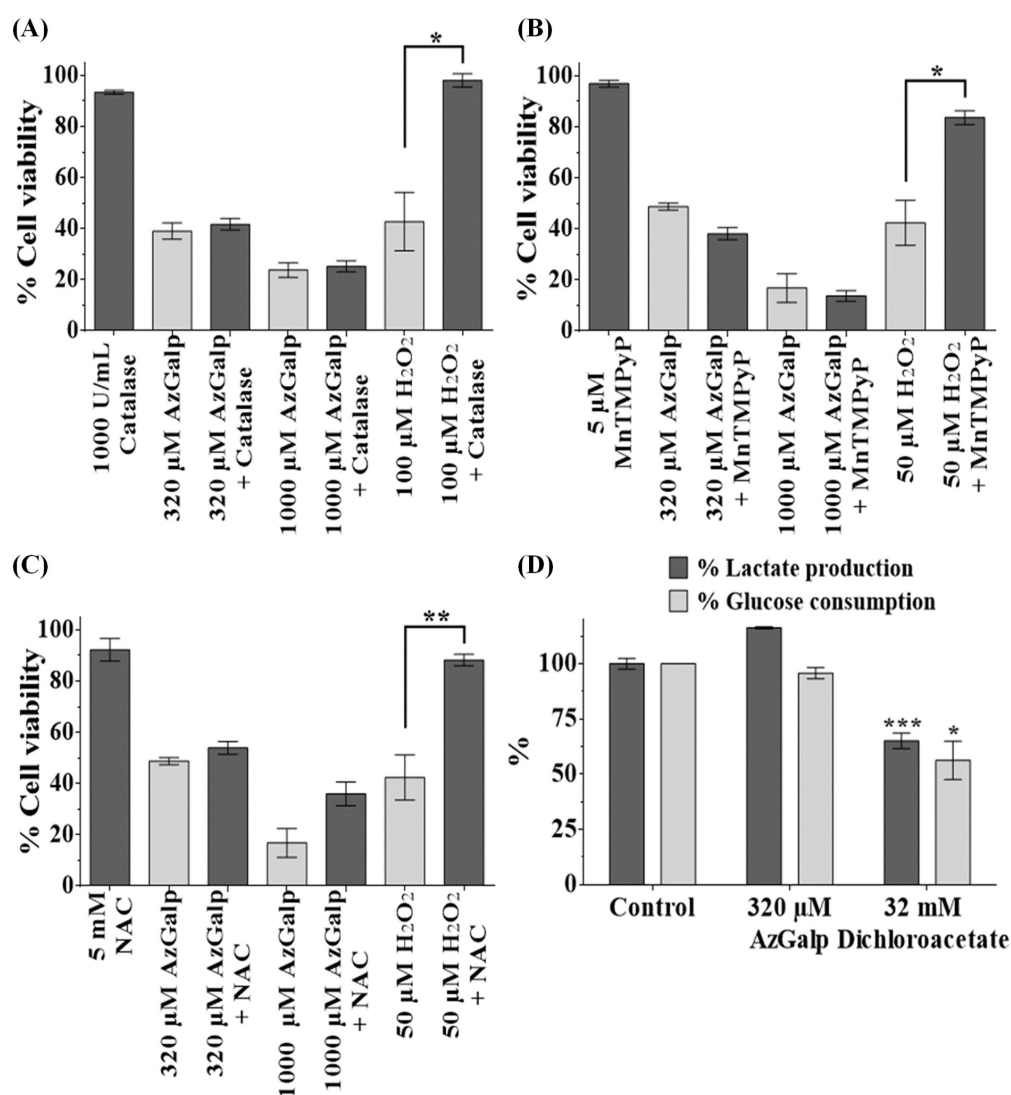 (A)
% Cell viability
100
80
60
40
20
0
*
1000 U/mL
Catalase
320 µM AzGalp
320 µM AzGalp
+ Catalase
1000 µM AzGalp
1000 µM AzGalp
+ Catalase
100 µM H₂O₂
100 µM H₂O₂
+ Catalase
(B)
% Cell viability
100
80
60
40
20
0
*
5 µM
MnTMPyP
320 µM AzGalp
320 µM AzGalp
+ MnTMPyP
1000 µM AzGalp
1000 µM AzGalp
+ MnTMPyP
50 µM H₂O₂
50 µM H₂O₂
+ MnTMPyP
(C)
% Cell viability
100
80
60
40
20
0
**
5 mM
NAC
320 µM AzGalp
320 µM AzGalp
+ NAC
1000 µM AzGalp
1000 µM AzGalp
+ NAC
50 µM H₂O₂
50 µM H₂O₂
+ NAC
(D)
% Lactate production
% Glucose consumption
%
100
75
50
25
0
***
*
Control
320 µM
AzGalp
32 mM
Dichloroacetate